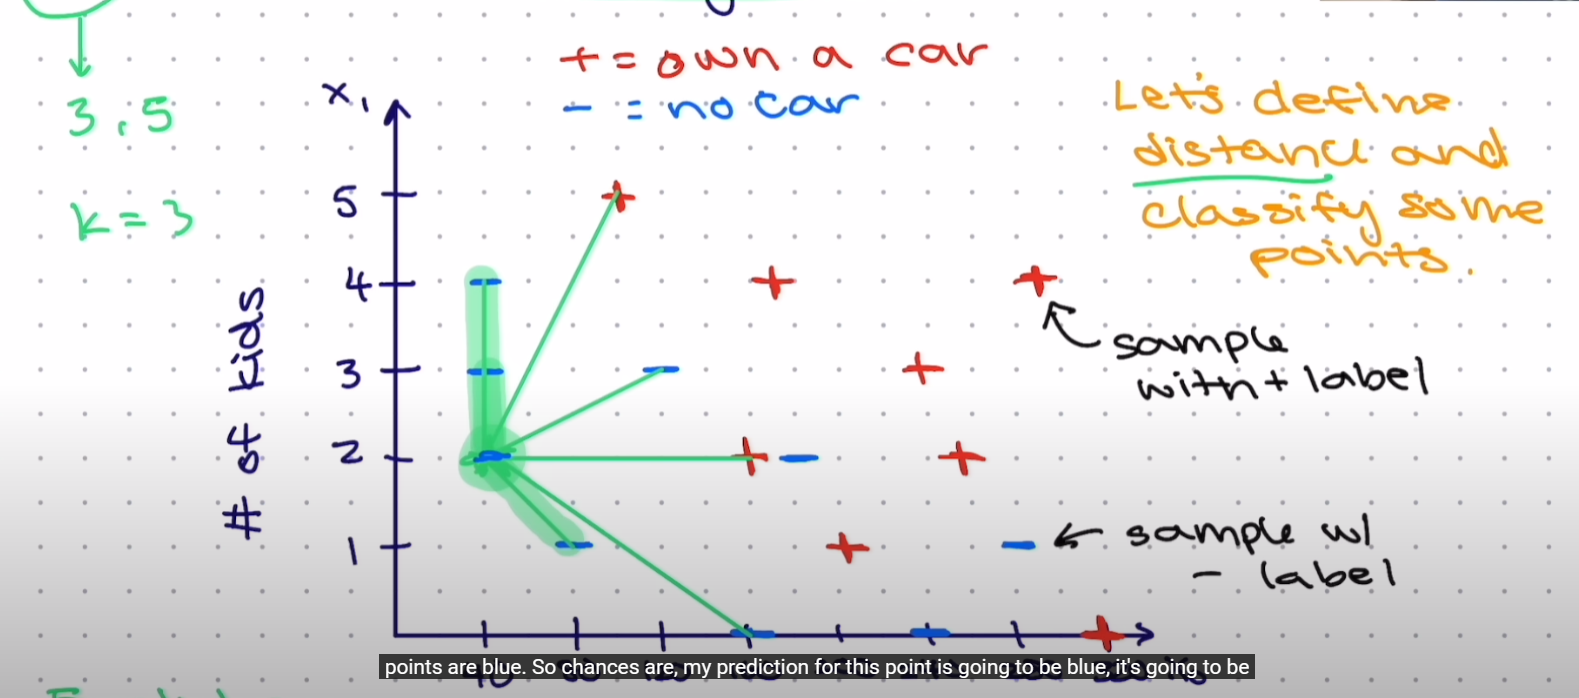 + = own a car
- = no car
3, 5
k = 3
x₁
5
4
3
2
1
# of kids
Let's define
distance and
classify some
points.
sample
with + label
sample w/
- label
points are blue. So chances are, my prediction for this point is going to be blue, it's going to be
40